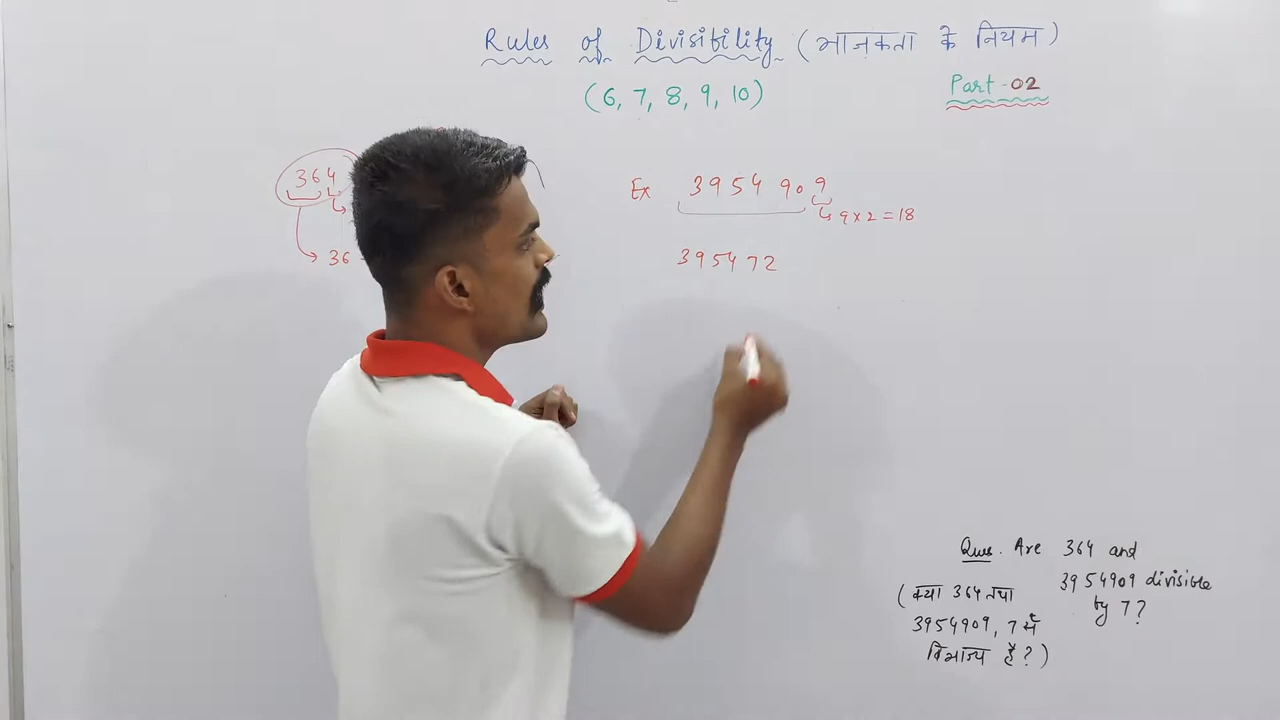 Rules of Divisibility (भाजकता के नियम)
(6, 7, 8, 9, 10)
Part-02
364
36
Ex 3954909
9×2=18
395472
Ques. Are 364 and
3954909 divisible
by 7?
(क्या 364 तथा
3954909, 7 से
विभाज्य है?)